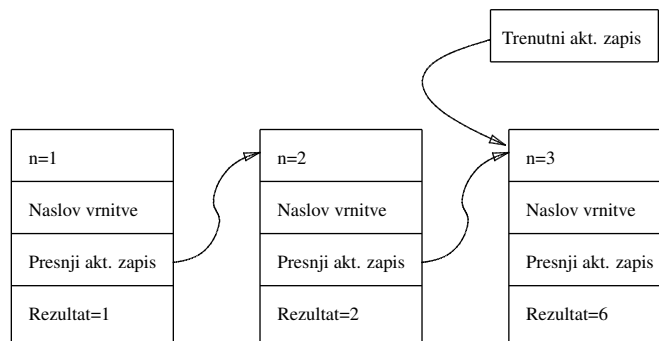 Trenutni akt. zapis
n=1
Naslov vrnitve
Presnji akt. zapis
Rezultat=1
n=2
Naslov vrnitve
Presnji akt. zapis
Rezultat=2
n=3
Naslov vrnitve
Presnji akt. zapis
Rezultat=6